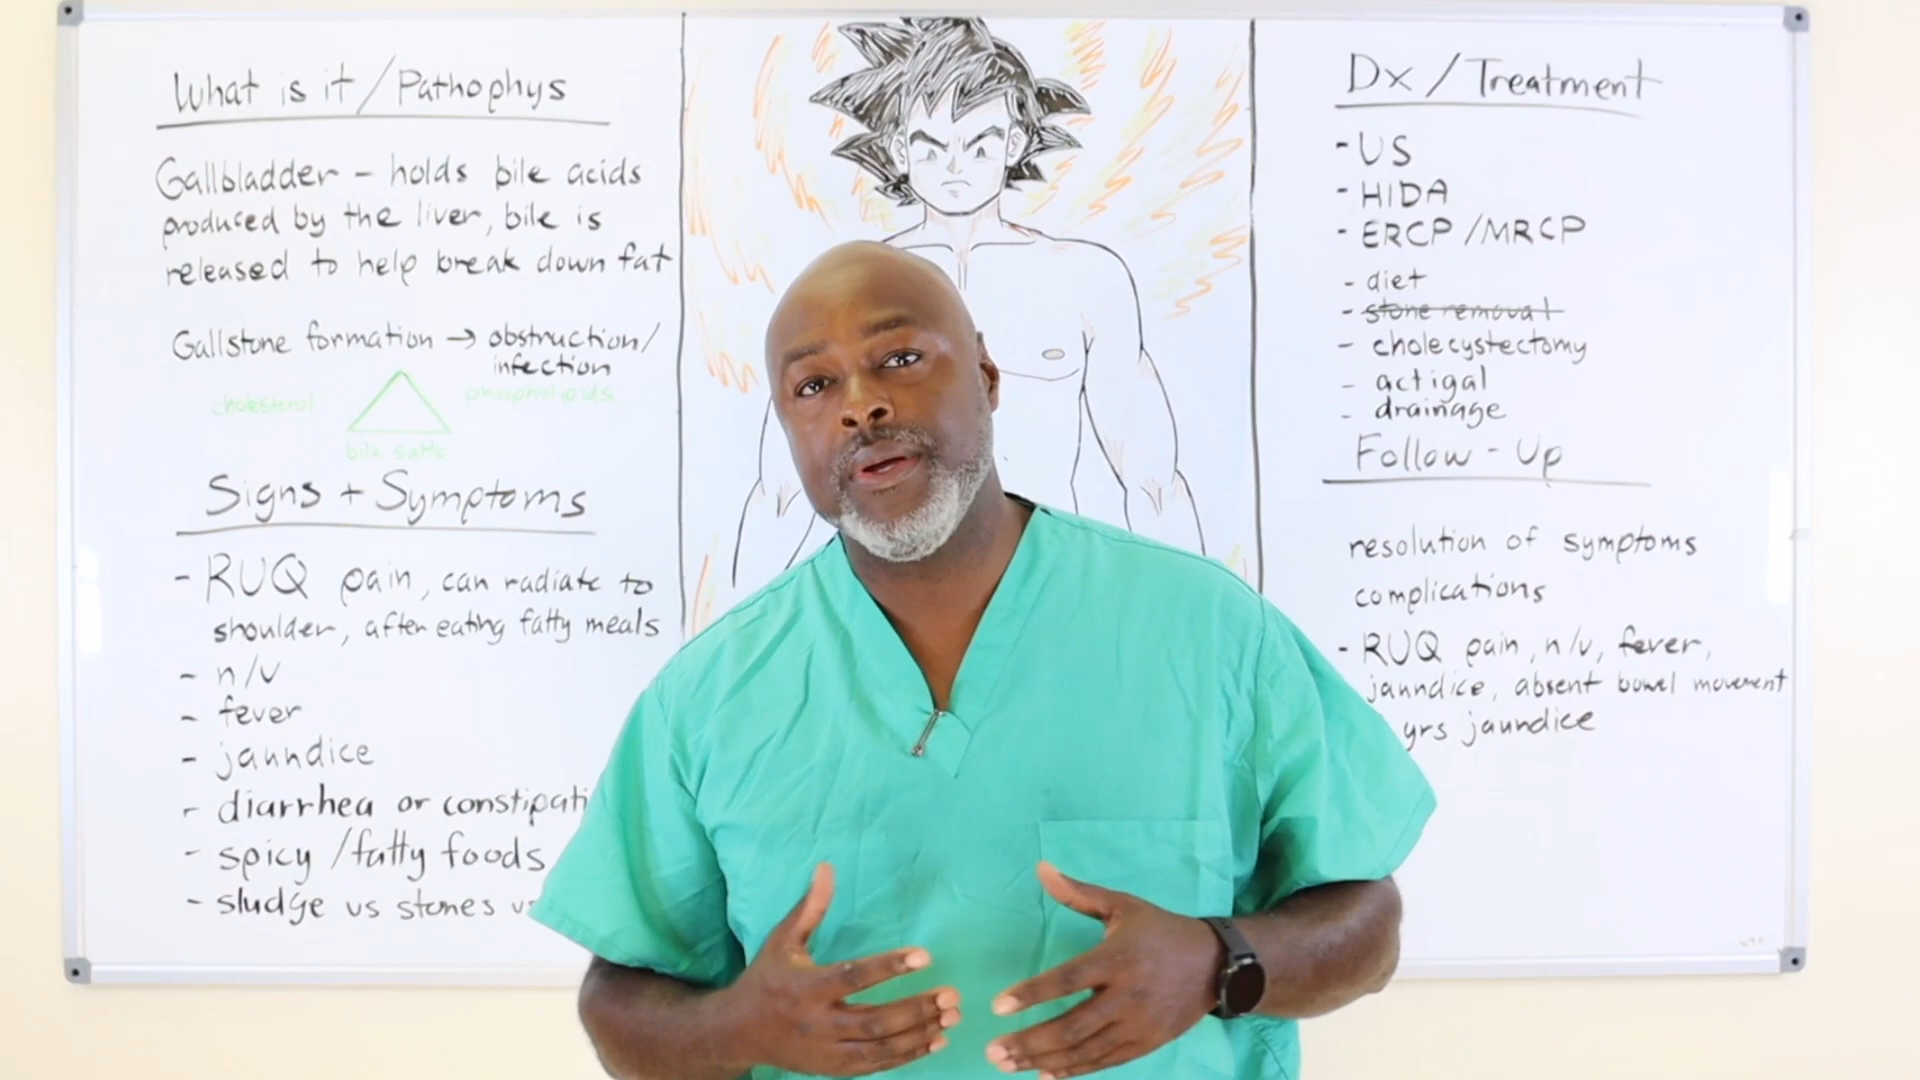 What is it / Pathophys
Gallbladder - holds bile acids
produced by the liver, bile is
released to help break down fat
Gallstone formation → obstruction/
infection
cholesterol
phospholipids
bile salts
Signs + Symptoms
- RUQ pain, can radiate to
shoulder, after eating fatty meals
- n/v
- fever
- jaundice
- diarrhea or constipati
- spicy /fatty foods
- sludge vs stones
Dx / Treatment
- US
- HIDA
- ERCP /MRCP
- diet
- stone removal
- cholecystectomy
- actigal
- drainage
Follow - Up
resolution of symptoms
complications
- RUQ pain, n/v, fever,
jaundice, absent bowel movement
yrs jaundice